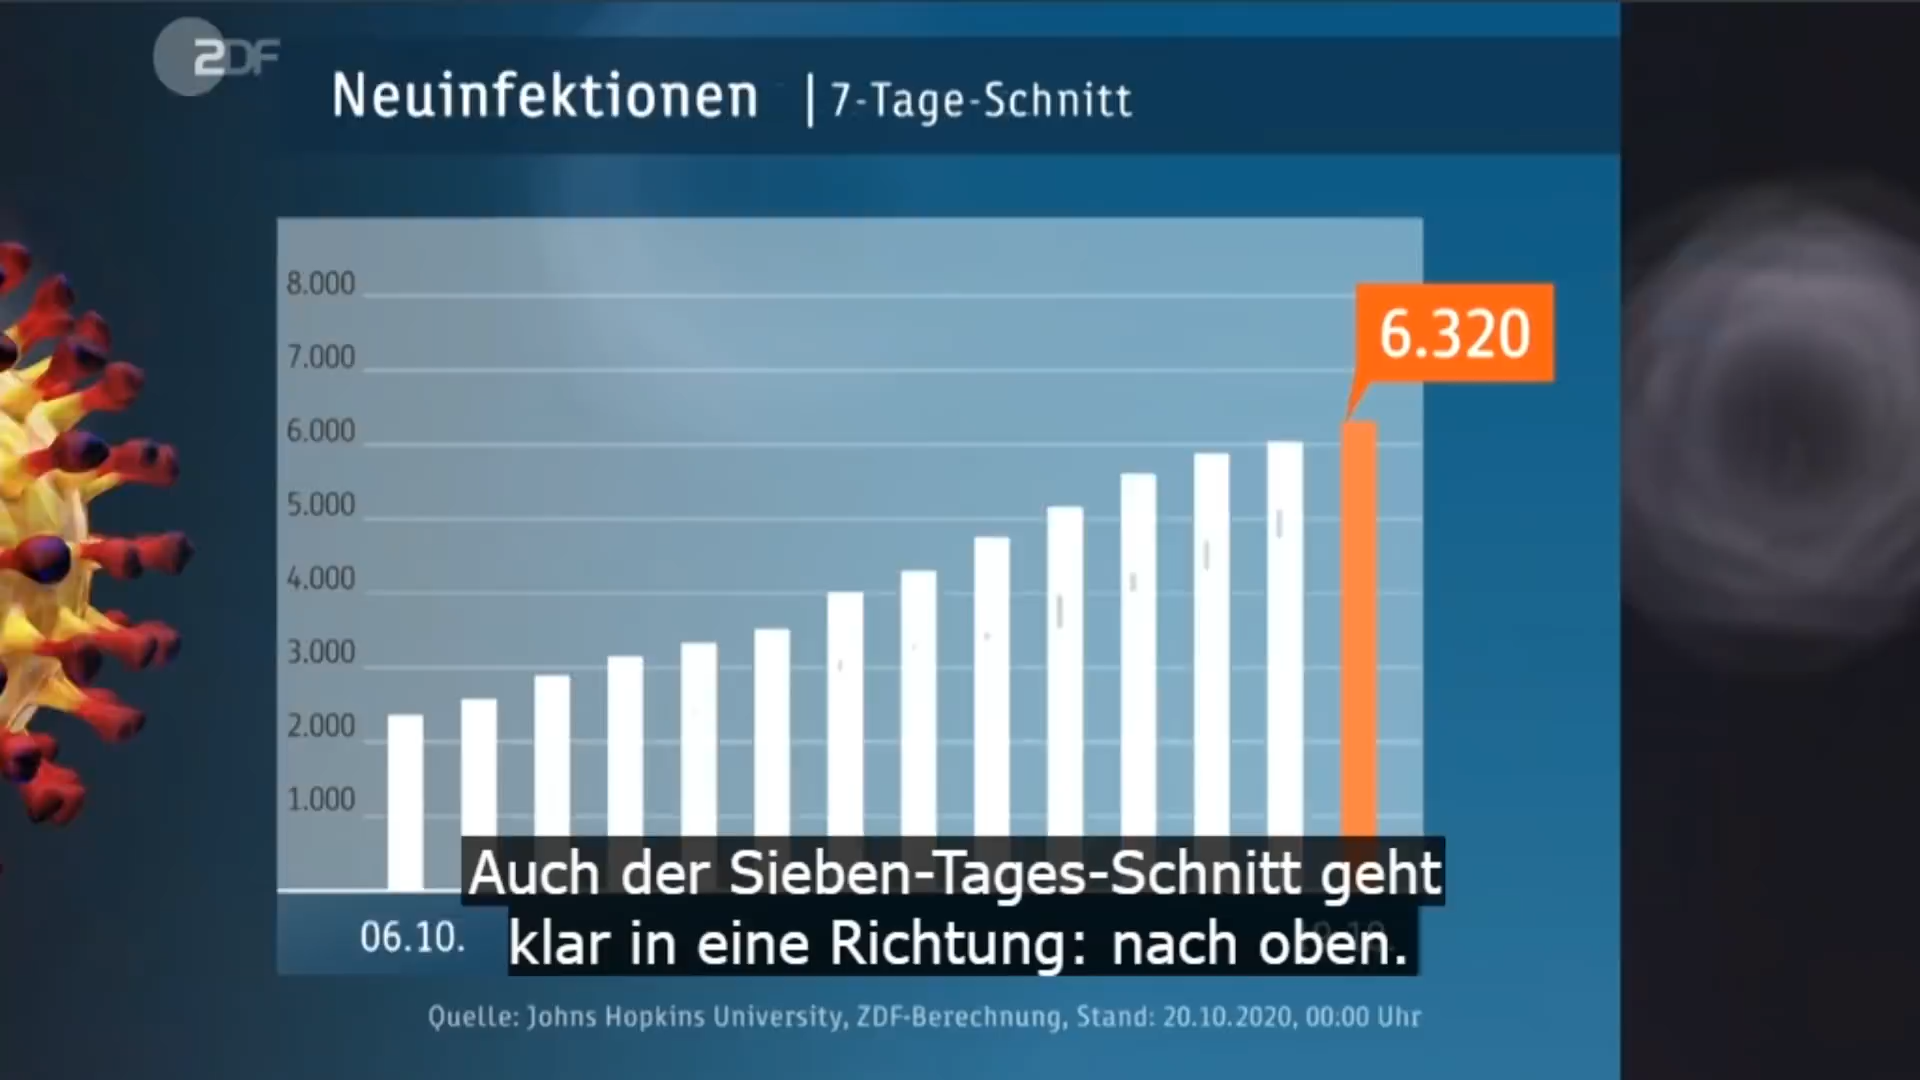 ZDF
Neuinfektionen | 7-Tage-Schnitt
8.000
6.320
7.000
6.000
5.000
4.000
3.000
2.000
1.000
Auch der Sieben-Tages-Schnitt geht
06.10.
klar in eine Richtung: nach oben.
Quelle: Johns Hopkins University, ZDF-Berechnung, Stand: 20.10.2020, 00:00 Uhr